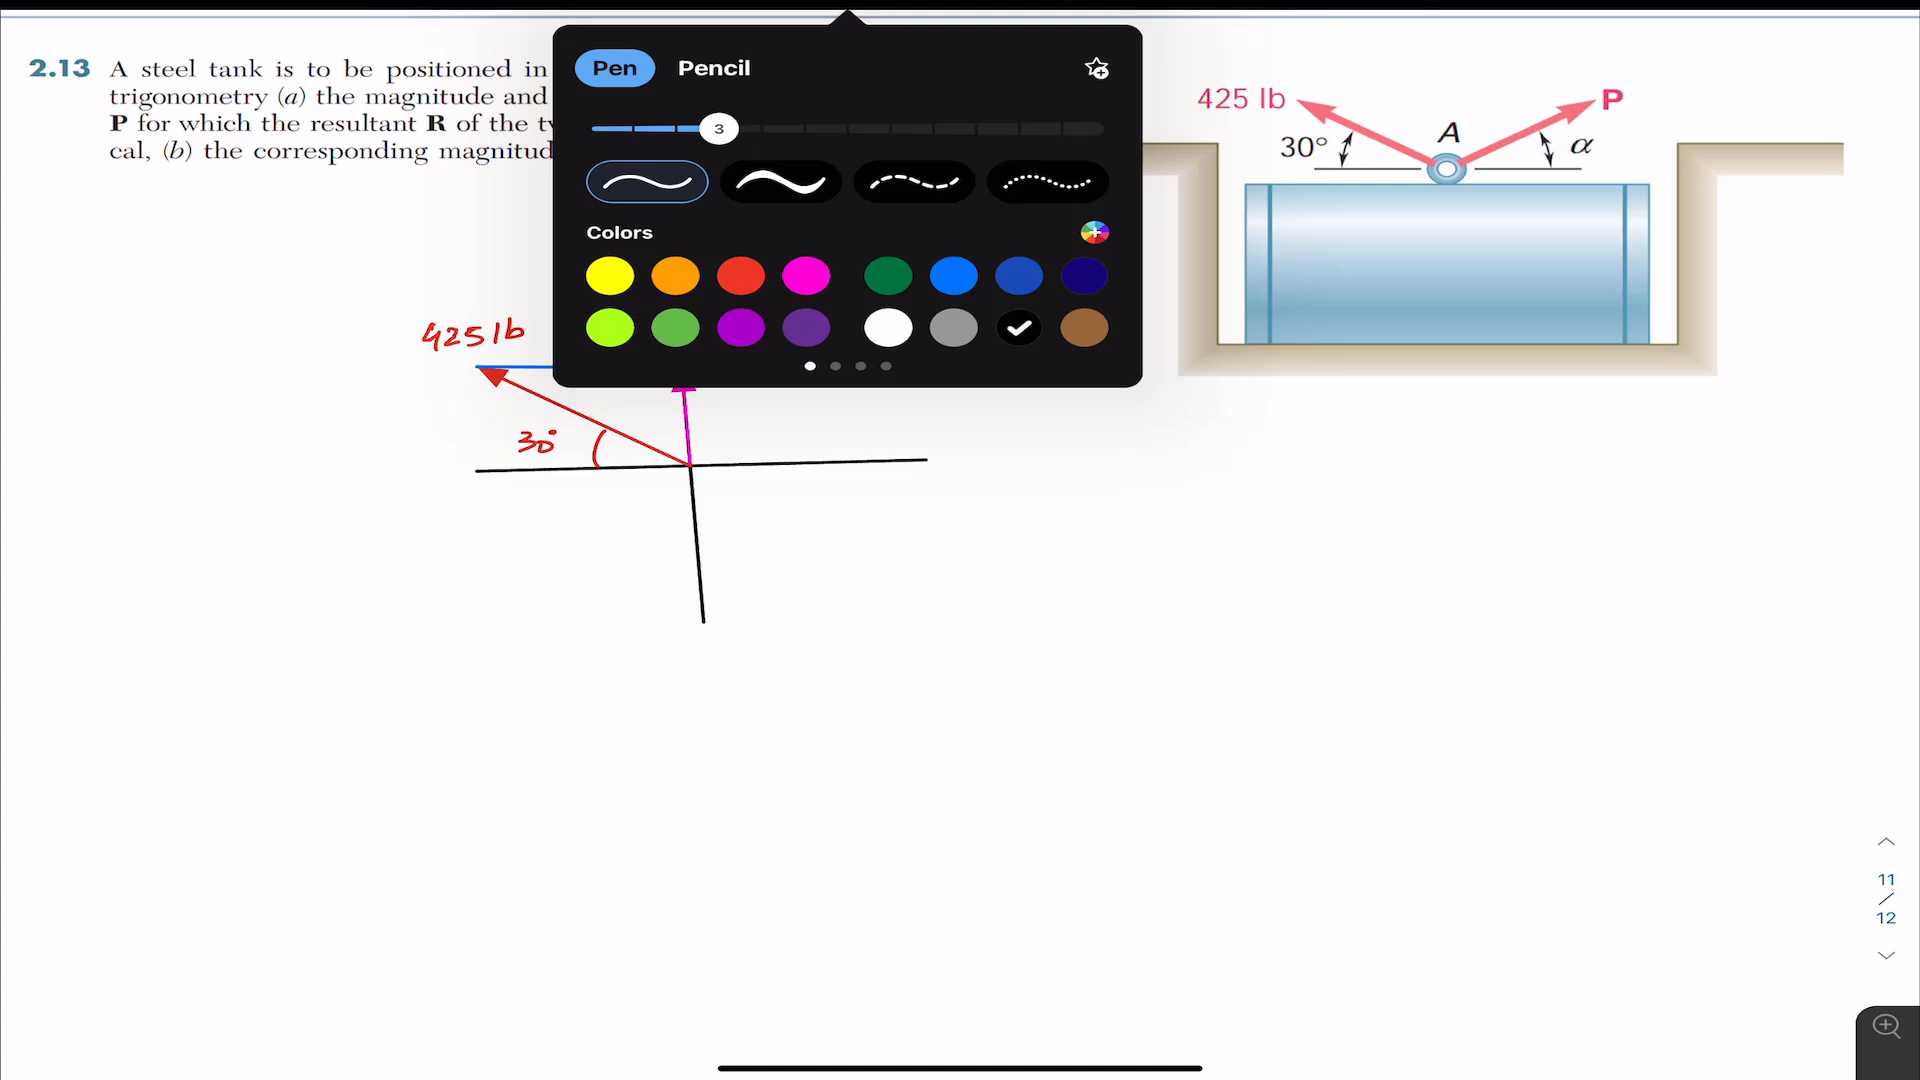 2.13 A steel tank is to be positioned in
trigonometry (a) the magnitude and
P for which the resultant R of the
cal, (b) the corresponding
Pen Pencil
3
Colors
425 lb
P
A
30°
α
425 lb
30°
11
/
12